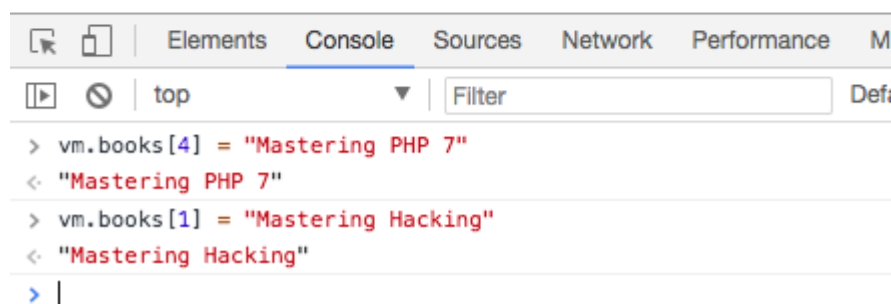 Elements Console Sources Network Performance M
top ▼ Filter Defa
> vm.books[4] = "Mastering PHP 7"
<· "Mastering PHP 7"
> vm.books[1] = "Mastering Hacking"
<· "Mastering Hacking"
>